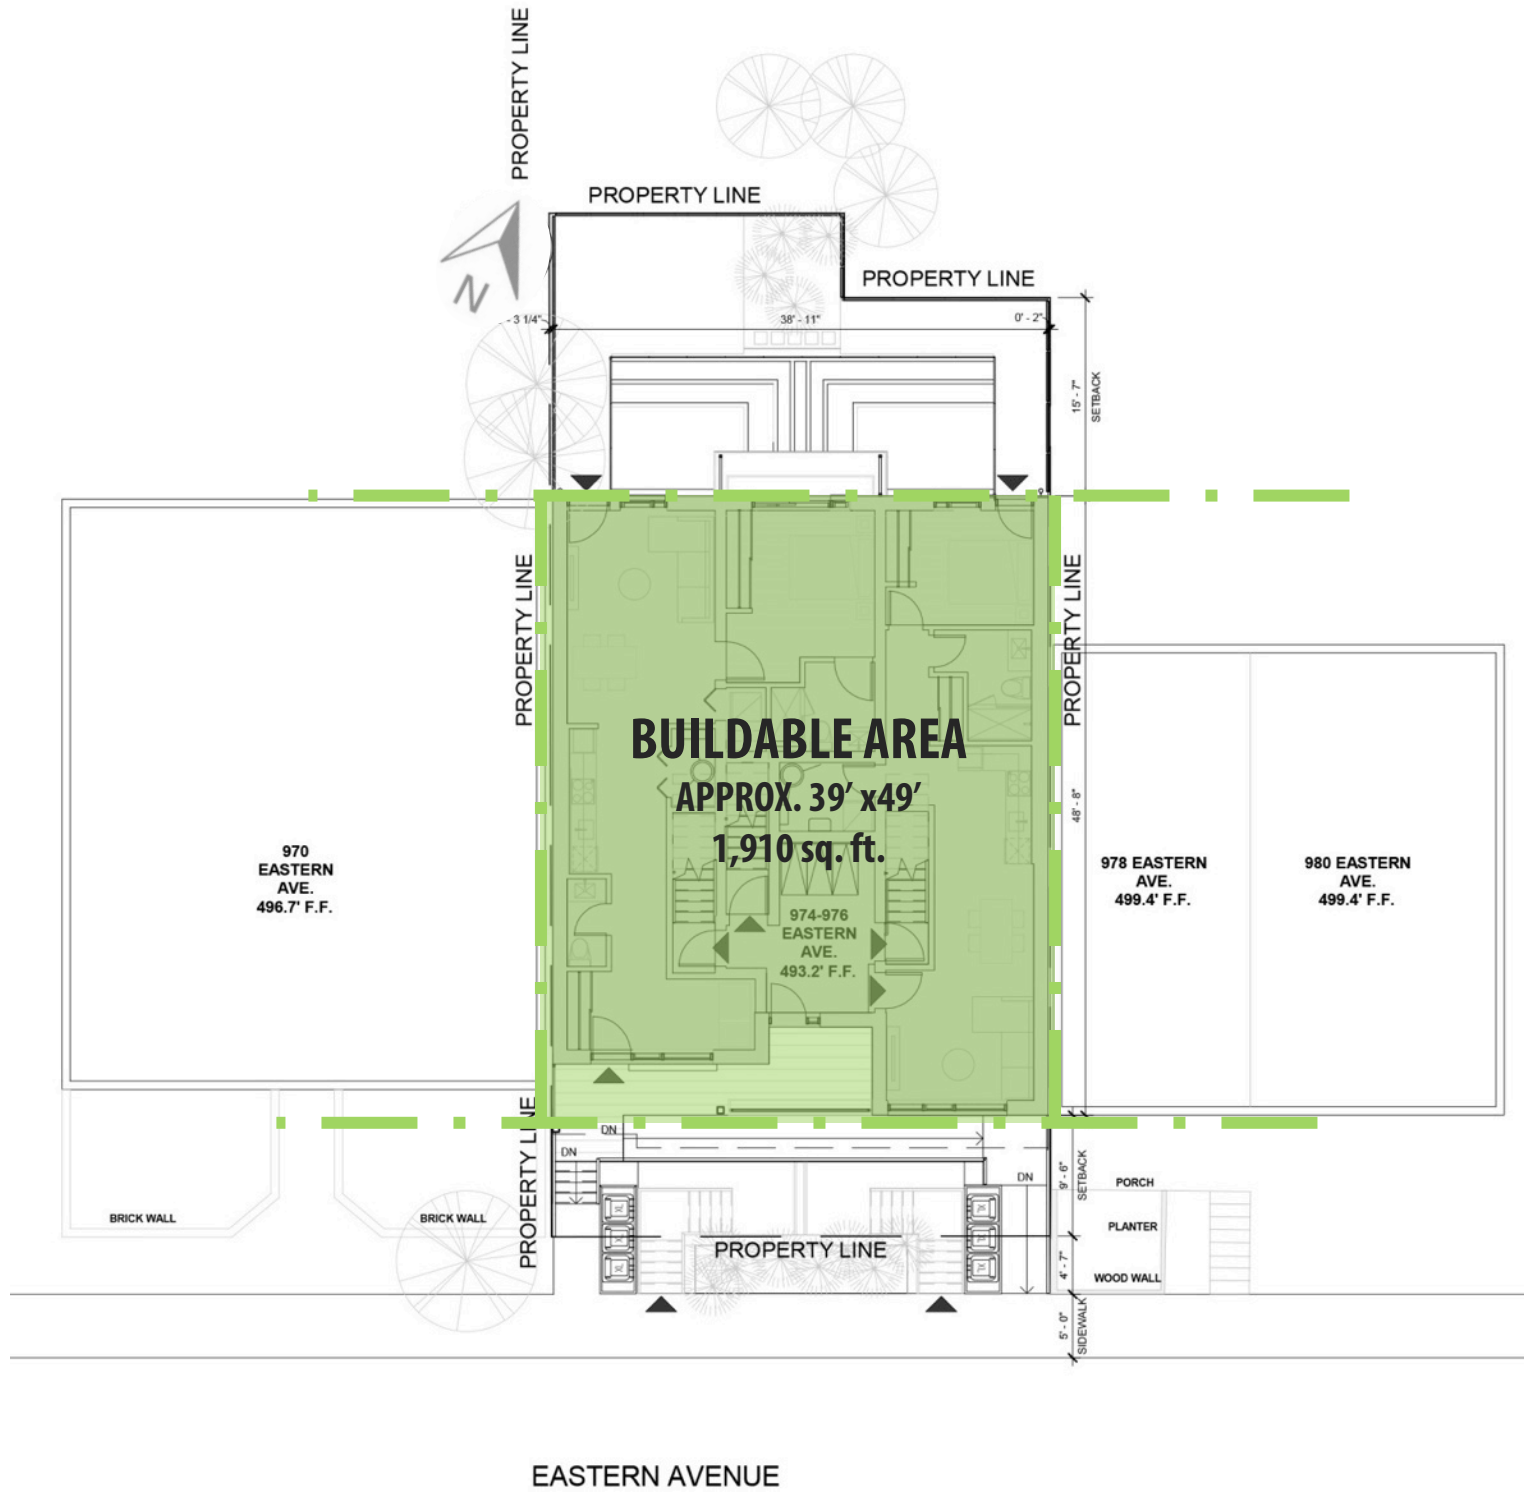 PROPERTY LINE
PROPERTY LINE
PROPERTY LINE
N
- 3 1/4"
38' - 11"
0' - 2"
15' - 7"
SETBACK
PROPERTY LINE
PROPERTY LINE
BUILDABLE AREA
APPROX. 39' x49'
1,910 sq. ft.
48' - 8"
970
EASTERN
AVE.
496.7' F.F.
974-976
EASTERN
AVE.
493.2' F.F.
978 EASTERN
AVE.
499.4' F.F.
980 EASTERN
AVE.
499.4' F.F.
PROPERTY LINE
DN
DN
DN
9' - 6"
SETBACK
PORCH
BRICK WALL
BRICK WALL
PLANTER
PROPERTY LINE
4' - 7"
WOOD WALL
5' - 0"
SIDEWALK
EASTERN AVENUE